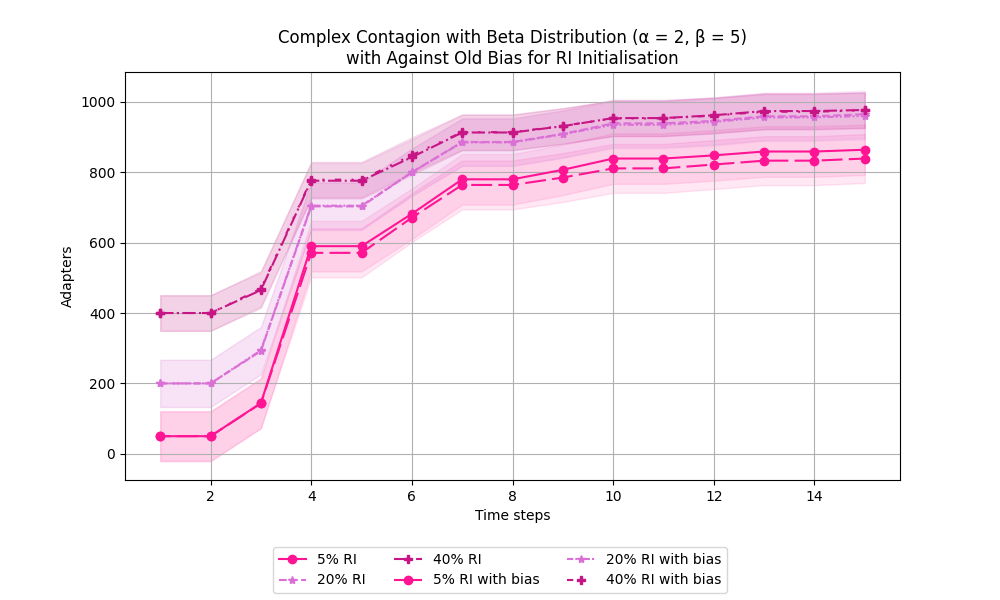 Complex Contagion with Beta Distribution (α = 2, β = 5)
with Against Old Bias for RI Initialisation
Adapters
1000
800
600
400
200
0
2 4 6 8 10 12 14
Time steps
5% RI 40% RI 20% RI with bias
20% RI 5% RI with bias 40% RI with bias